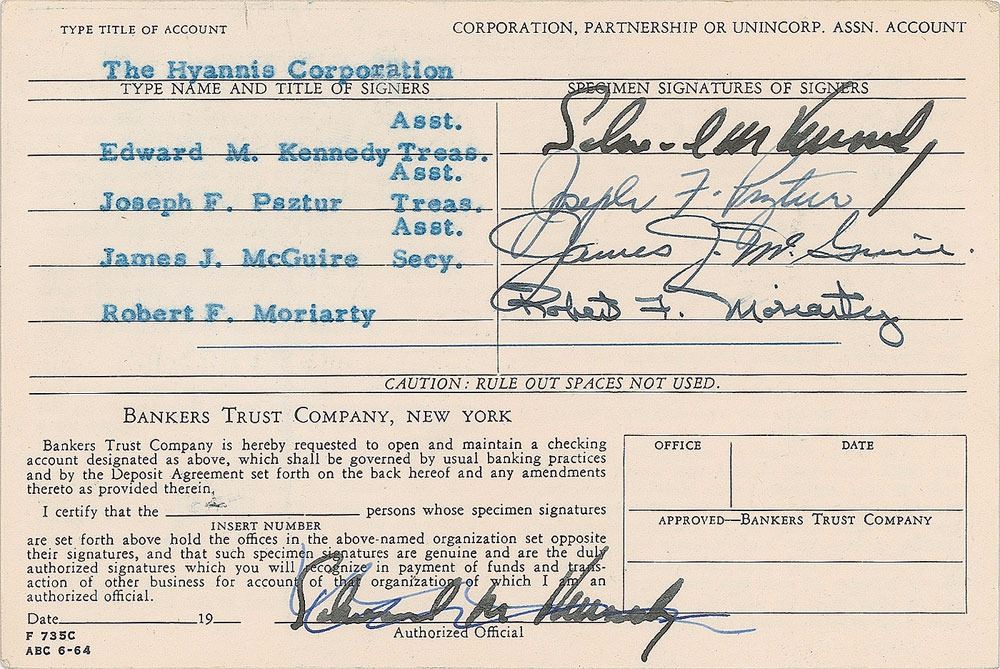 TYPE TITLE OF ACCOUNT CORPORATION, PARTNERSHIP OR UNINCORP. ASSN. ACCOUNT
The Hyannis Corporation
TYPE NAME AND TITLE OF SIGNERS SPECIMEN SIGNATURES OF SIGNERS
Asst.
Edward M. Kennedy Treas. Edward M Kennedy
Asst.
Joseph F. Psztur Treas. Joseph F. Psztur
Asst.
James J. McGuire Secy. James J. McGuire.
Robert F. Moriarty Robert F. Moriarty
CAUTION: RULE OUT SPACES NOT USED.
BANKERS TRUST COMPANY, NEW YORK
Bankers Trust Company is hereby requested to open and maintain a checking
account designated as above, which shall be governed by usual banking practices
and by the Deposit Agreement set forth on the back hereof and any amendments
thereto as provided therein.
I certify that the persons whose specimen signatures
INSERT NUMBER
are set forth above hold the offices in the above-named organization set opposite
their signatures, and that such specimen signatures are genuine and are the duly
authorized signatures which you will recognize in payment of funds and trans-
action of other business for account of that organization of which I am an
authorized official.
Date 19 Edward M Kennedy
Authorized Official
F 735C
ABC 6-64
OFFICE DATE
APPROVED—BANKERS TRUST COMPANY